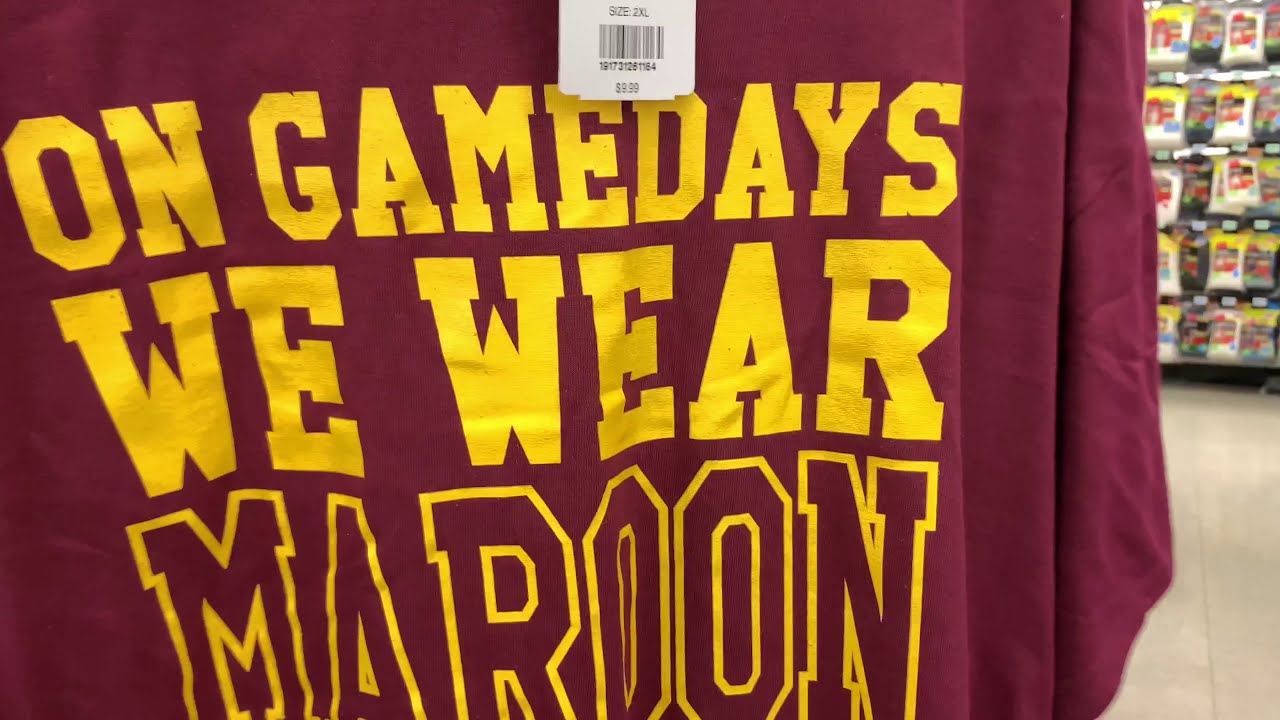 SIZE: 2XL
191731261164
$9.99
ON GAMEDAYS
WE WEAR
MAROON